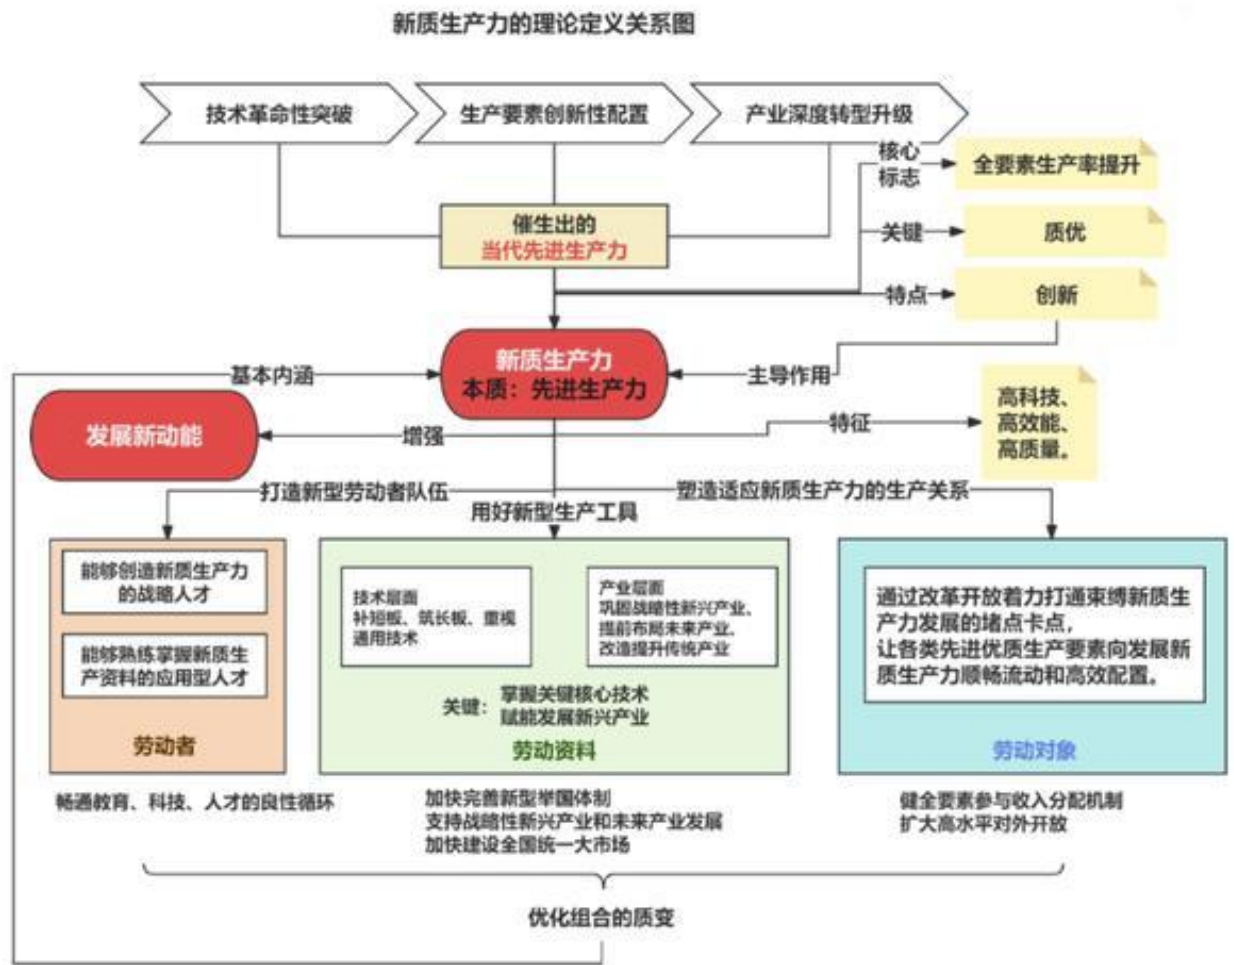 新质生产力的理论定义关系图
技术革命性突破
生产要素创新性配置
产业深度转型升级
核心
标志
全要素生产率提升
催生出的
当代先进生产力
关键
质优
特点
创新
新质生产力
本质：先进生产力
基本内涵
主导作用
发展新动能
增强
特征
高科技、
高效能、
高质量。
打造新型劳动者队伍
用好新型生产工具
塑造适应新质生产力的生产关系
能够创造新质生产力
的战略人才
能够熟练掌握新质生
产资料的应用型人才
劳动者
技术层面
补短板、筑长板、重视
通用技术
产业层面
巩固战略性新兴产业、
提前布局未来产业、
改造提升传统产业
关键：
掌握关键核心技术
赋能发展新兴产业
劳动资料
通过改革开放着力打通束缚新质生
产力发展的堵点卡点，
让各类先进优质生产要素向发展新
质生产力顺畅流动和高效配置。
劳动对象
畅通教育、科技、人才的良性循环
加快完善新型举国体制
支持战略性新兴产业和未来产业发展
加快建设全国统一大市场
健全要素参与收入分配机制
扩大高水平对外开放
优化组合的质变